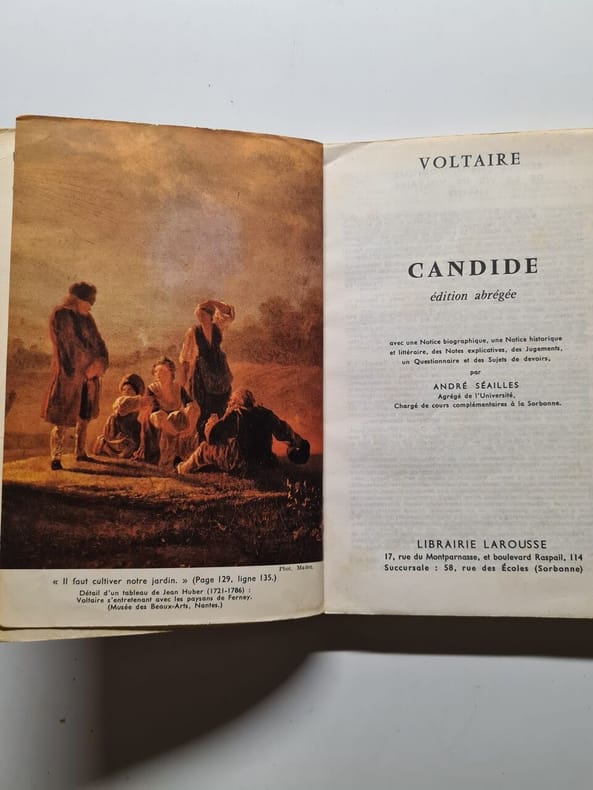 Phot. Madec.
« Il faut cultiver notre jardin. » (Page 129, ligne 135.)
Détail d'un tableau de Jean Huber (1721-1786) :
Voltaire s'entretenant avec les paysans de Ferney.
(Musée des Beaux-Arts, Nantes.)
VOLTAIRE
CANDIDE
édition abrégée
avec une Notice biographique, une Notice historique
et littéraire, des Notes explicatives, des Jugements,
un Questionnaire et des Sujets de devoirs,
par
ANDRÉ SÉAILLES
Agrégé de l'Université,
Chargé de cours complémentaires à la Sorbonne.
LIBRAIRIE LAROUSSE
17, rue du Montparnasse, et boulevard Raspail, 114
Succursale : 58, rue des Écoles (Sorbonne)